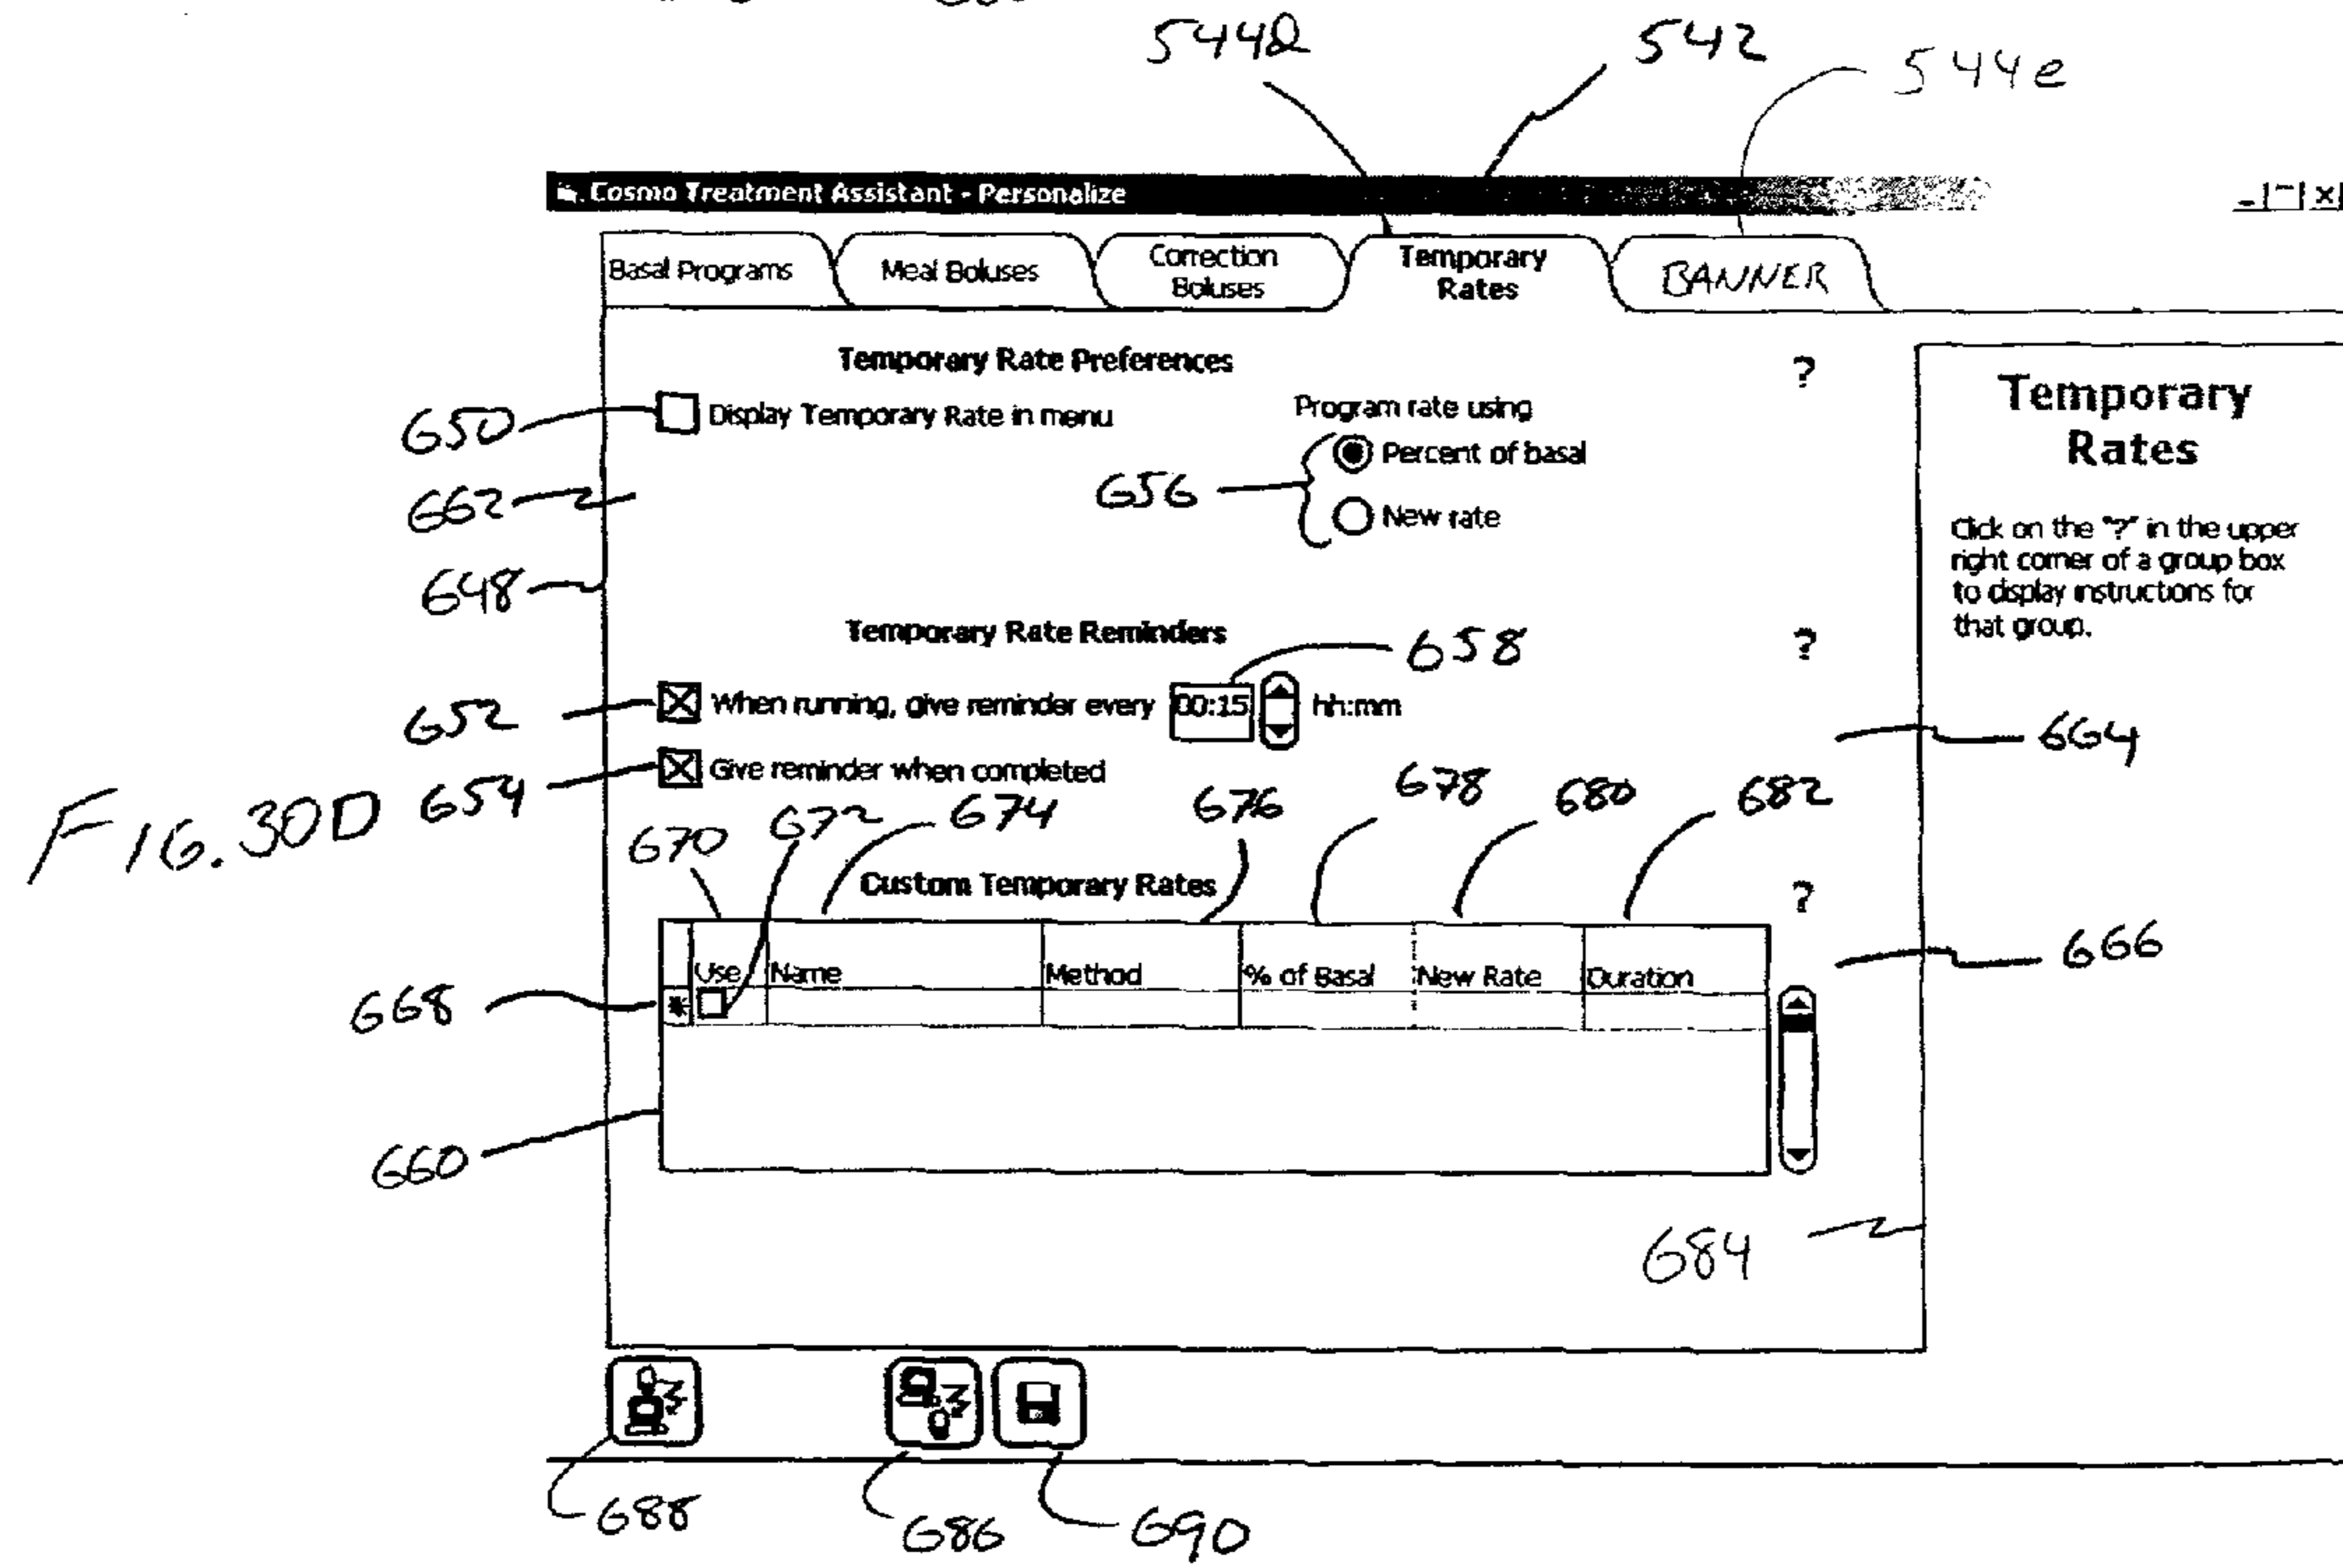 544d 542 544e
Cosmo Treatment Assistant - Personalize
Basal Programs Meal Boluses Correction Boluses Temporary Rates BANNER
Temporary Rate Preferences ?
650 Display Temporary Rate in menu Program rate using
Percent of basal
656
662
New rate
648
Temporary
Rates
Click on the "?" in the upper
right corner of a group box
to display instructions for
that group.
Temporary Rate Reminders ?
658
652 When running, give reminder every 00:15 hh:mm
664
654 Give reminder when completed
FIG. 30D
670 672 674 676 678 680 682
Custom Temporary Rates ?
Use Name Method % of Basal New Rate Duration
666
668 *
660
684
688 686 690